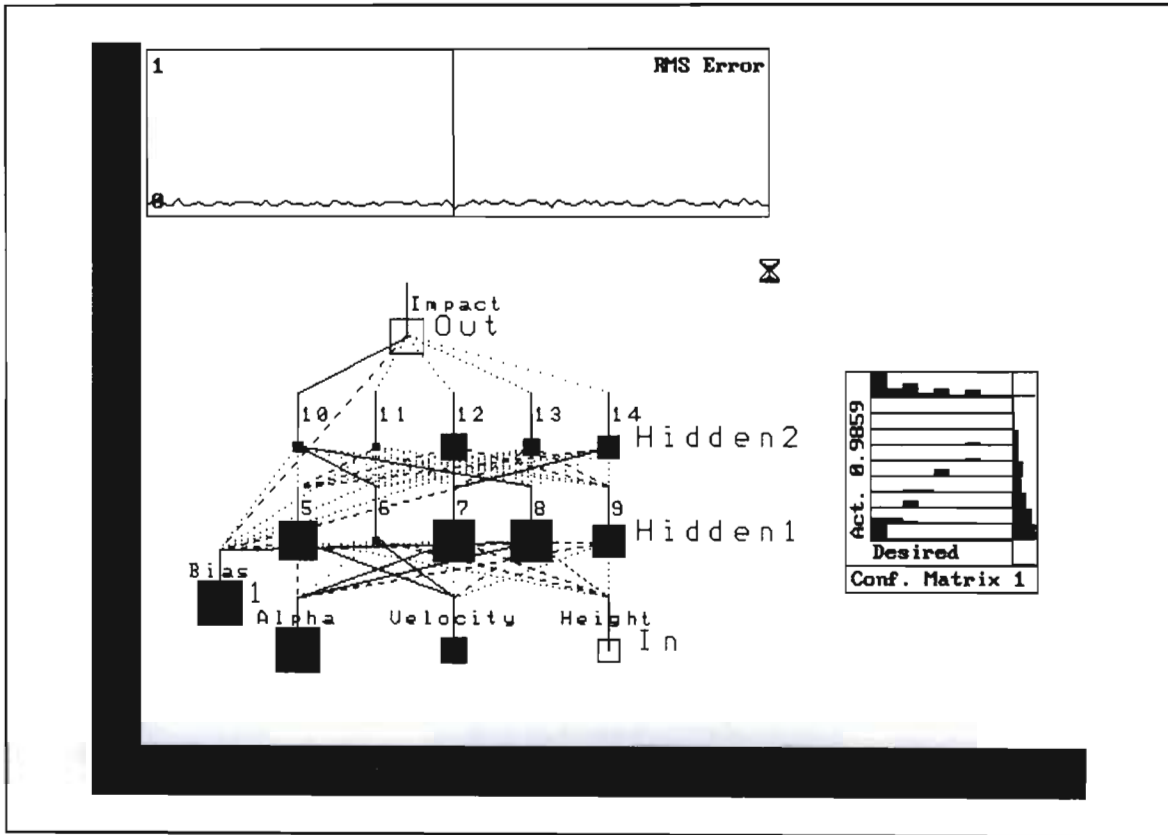 1 RMS Error
0
Impact
Out
10 11 12 13 14
Hidden2
5 6 7 8 9
Hidden1
Bias
1
Alpha Velocity Height
In
Act. 0.9859
Desired
Conf. Matrix 1